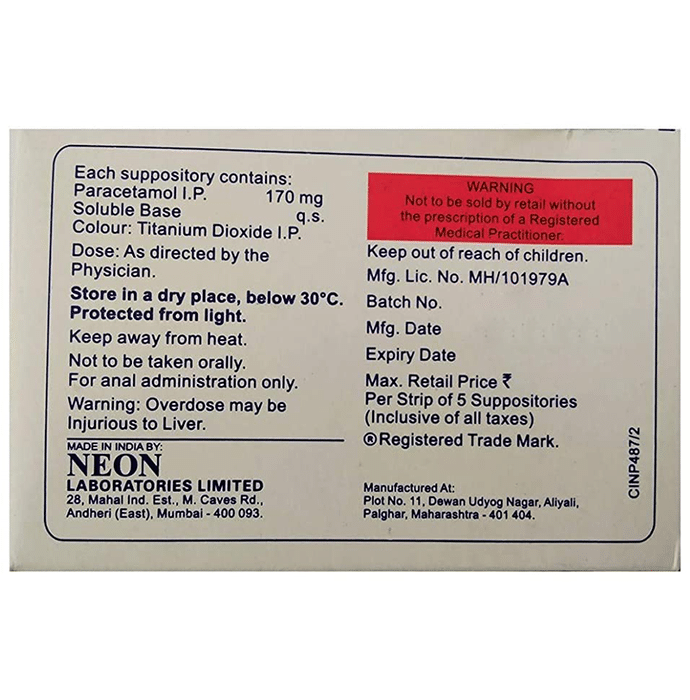 Each suppository contains:
Paracetamol I.P. 170 mg
Soluble Base q.s.
Colour: Titanium Dioxide I.P.
Dose: As directed by the
Physician.
Store in a dry place, below 30°C.
Protected from light.
Keep away from heat.
Not to be taken orally.
For anal administration only.
Warning: Overdose may be
Injurious to Liver.
MADE IN INDIA BY:
NEON
LABORATORIES LIMITED
28, Mahal Ind. Est., M. Caves Rd.,
Andheri (East), Mumbai - 400 093.
WARNING
Not to be sold by retail without
the prescription of a Registered
Medical Practitioner.
Keep out of reach of children.
Mfg. Lic. No. MH/101979A
Batch No.
Mfg. Date
Expiry Date
Max. Retail Price ₹
Per Strip of 5 Suppositories
(Inclusive of all taxes)
® Registered Trade Mark.
Manufactured At:
Plot No. 11, Dewan Udyog Nagar, Aliyali,
Palghar, Maharashtra - 401 404.
CINP487/2